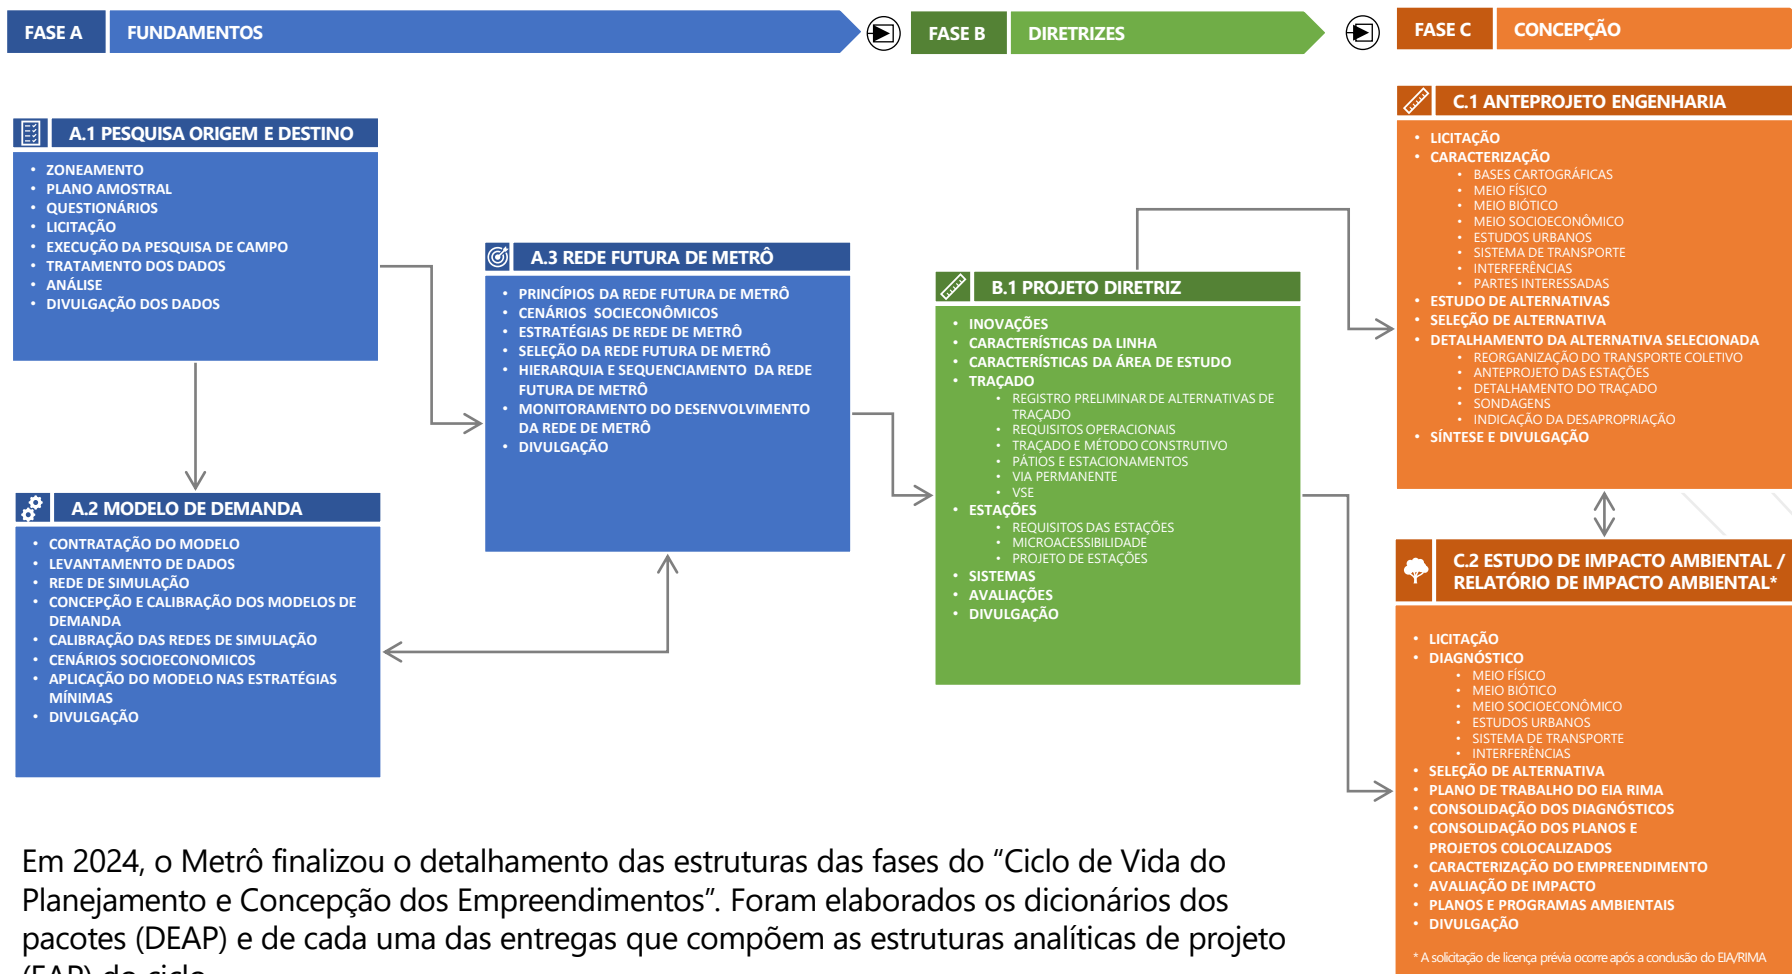 FASE A
FUNDAMENTOS
FASE B
DIRETRIZES
FASE C
CONCEPÇÃO
A.1 PESQUISA ORIGEM E DESTINO
• ZONEAMENTO
• PLANO AMOSTRAL
• QUESTIONÁRIOS
• LICITAÇÃO
• EXECUÇÃO DA PESQUISA DE CAMPO
• TRATAMENTO DOS DADOS
• ANÁLISE
• DIVULGAÇÃO DOS DADOS
A.2 MODELO DE DEMANDA
• CONTRATAÇÃO DO MODELO
• LEVANTAMENTO DE DADOS
• REDE DE SIMULAÇÃO
• CONCEPÇÃO E CALIBRAÇÃO DOS MODELOS DE
DEMANDA
• CALIBRAÇÃO DAS REDES DE SIMULAÇÃO
• CENÁRIOS SOCIOECONOMICOS
• APLICAÇÃO DO MODELO NAS ESTRATÉGIAS
MÍNIMAS
• DIVULGAÇÃO
A.3 REDE FUTURA DE METRÔ
• PRINCÍPIOS DA REDE FUTURA DE METRÔ
• CENÁRIOS SOCIECONÔMICOS
• ESTRATÉGIAS DE REDE DE METRÔ
• SELEÇÃO DA REDE FUTURA DE METRÔ
• HIERARQUIA E SEQUENCIAMENTO DA REDE
FUTURA DE METRÔ
• MONITORAMENTO DO DESENVOLVIMENTO
DA REDE DE METRÔ
• DIVULGAÇÃO
B.1 PROJETO DIRETRIZ
• INOVAÇÕES
• CARACTERÍSTICAS DA LINHA
• CARACTERÍSTICAS DA ÁREA DE ESTUDO
• TRAÇADO
• REGISTRO PRELIMINAR DE ALTERNATIVAS DE
TRAÇADO
• REQUISITOS OPERACIONAIS
• TRAÇADO E MÉTODO CONSTRUTIVO
• PÁTIOS E ESTACIONAMENTOS
• VIA PERMANENTE
• VSE
• ESTAÇÕES
• REQUISITOS DAS ESTAÇÕES
• MICROACESSIBILIDADE
• PROJETO DE ESTAÇÕES
• SISTEMAS
• AVALIAÇÕES
• DIVULGAÇÃO
C.1 ANTEPROJETO ENGENHARIA
• LICITAÇÃO
• CARACTERIZAÇÃO
• BASES CARTOGRÁFICAS
• MEIO FÍSICO
• MEIO BIÓTICO
• MEIO SOCIOECONÔMICO
• ESTUDOS URBANOS
• SISTEMA DE TRANSPORTE
• INTERFERÊNCIAS
• PARTES INTERESSADAS
• ESTUDO DE ALTERNATIVAS
• SELEÇÃO DE ALTERNATIVA
• DETALHAMENTO DA ALTERNATIVA SELECIONADA
• REORGANIZAÇÃO DO TRANSPORTE COLETIVO
• ANTEPROJETO DAS ESTAÇÕES
• DETALHAMENTO DO TRAÇADO
• SONDAGENS
• INDICAÇÃO DA DESAPROPRIAÇÃO
• SÍNTESE E DIVULGAÇÃO
C.2 ESTUDO DE IMPACTO AMBIENTAL /
RELATÓRIO DE IMPACTO AMBIENTAL*
• LICITAÇÃO
• DIAGNÓSTICO
• MEIO FÍSICO
• MEIO BIÓTICO
• MEIO SOCIOECONÔMICO
• ESTUDOS URBANOS
• SISTEMA DE TRANSPORTE
• INTERFERÊNCIAS
• SELEÇÃO DE ALTERNATIVA
• PLANO DE TRABALHO DO EIA RIMA
• CONSOLIDAÇÃO DOS DIAGNÓSTICOS
• CONSOLIDAÇÃO DOS PLANOS E
PROJETOS COLOCALIZADOS
• CARACTERIZAÇÃO DO EMPREENDIMENTO
• AVALIAÇÃO DE IMPACTO
• PLANOS E PROGRAMAS AMBIENTAIS
• DIVULGAÇÃO
* A solicitação de licença prévia ocorre após a conclusão do EIA/RIMA
Em 2024, o Metrô finalizou o detalhamento das estruturas das fases do “Ciclo de Vida do
Planejamento e Concepção dos Empreendimentos”. Foram elaborados os dicionários dos
pacotes (DEAP) e de cada uma das entregas que compõem as estruturas analíticas de projeto
(EAP) do ciclo